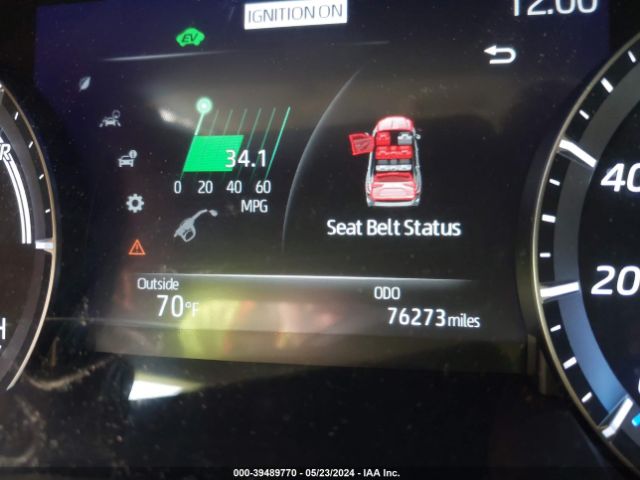 IGNITION ON
12:00
EV
34.1
0 20 40 60
MPG
Seat Belt Status
Outside
70°F
ODO
76273 miles
40
20
000-39489770 - 05/23/2024 - IAA Inc.